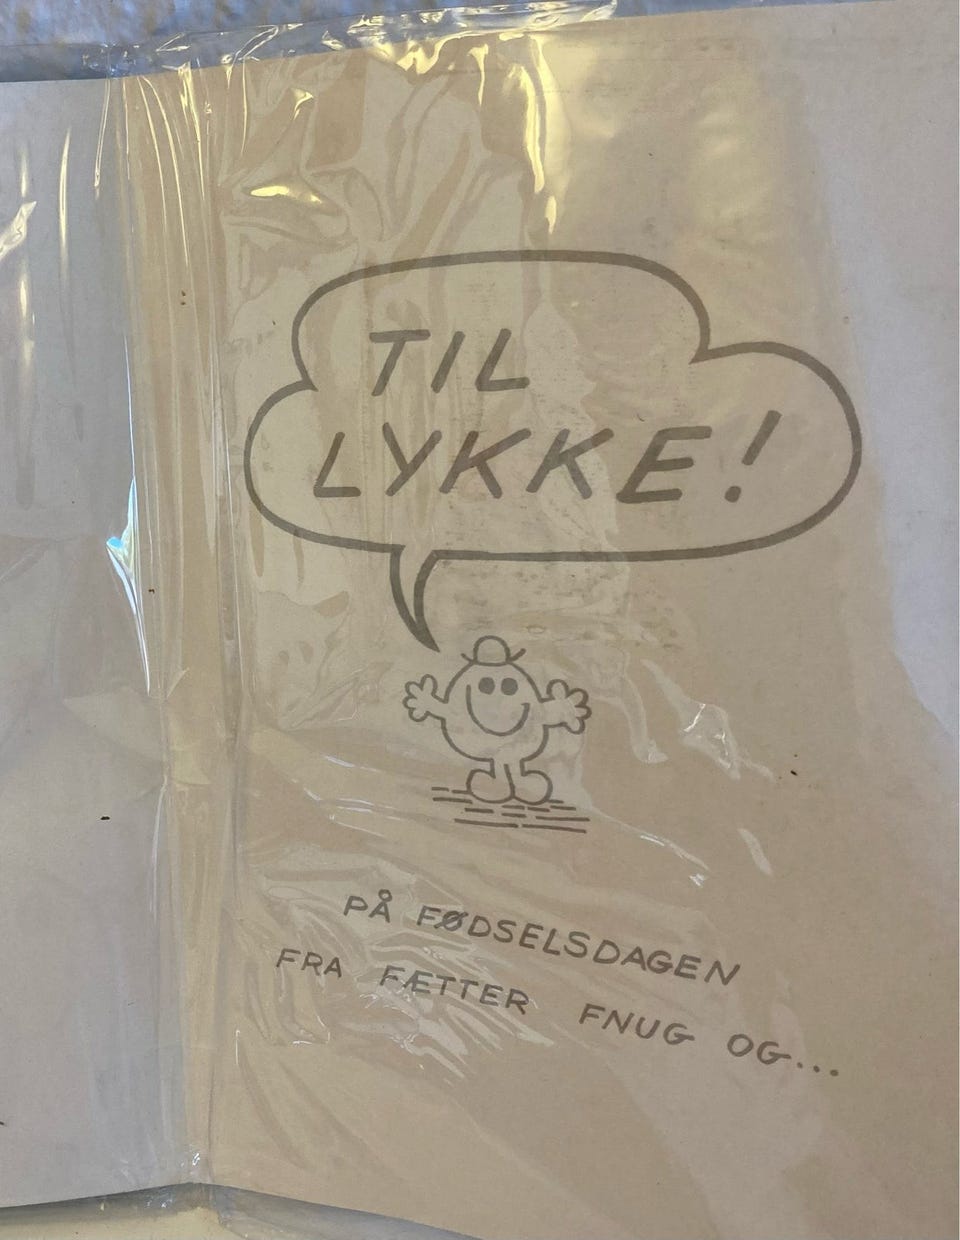 TIL
LYKKE!
PÅ FØDSELSDAGEN
FRA FÆTTER FNUG OG...